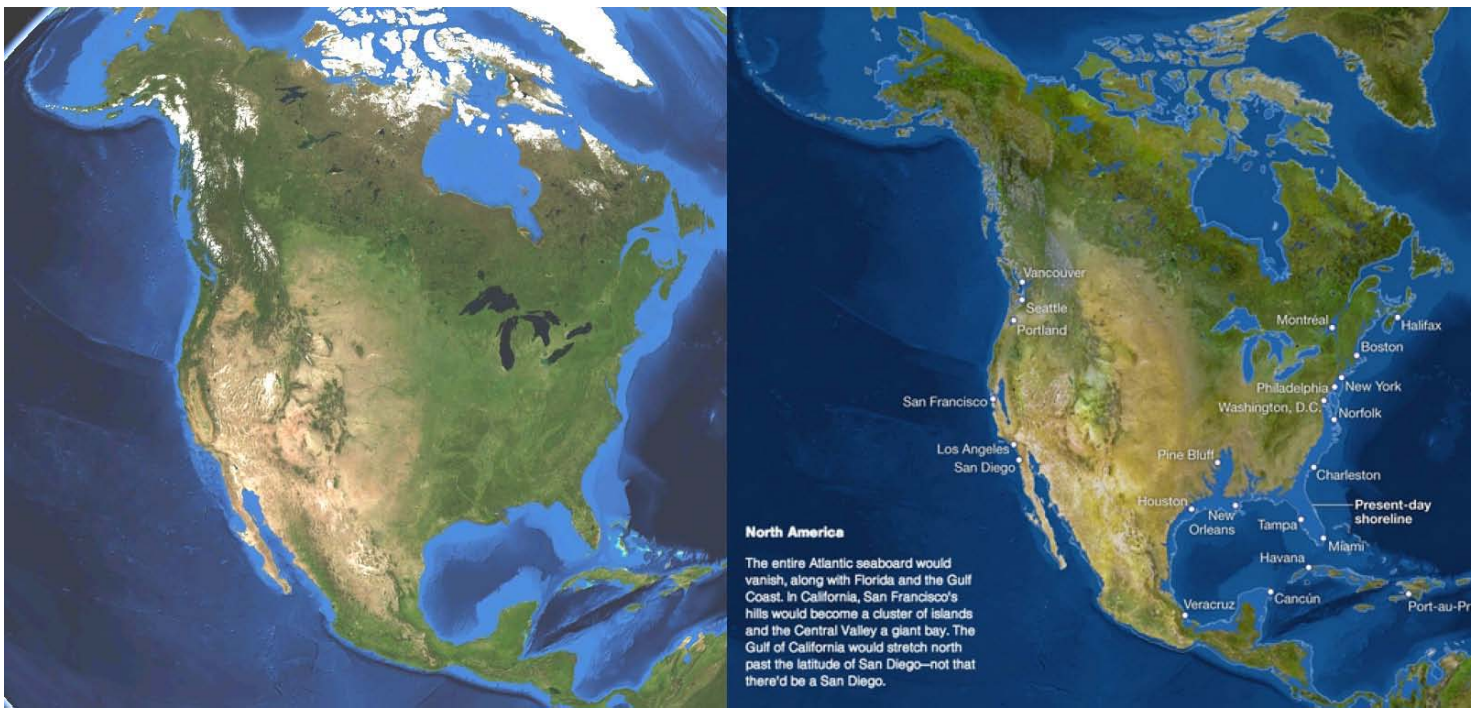 Vancouver
Seattle
Portland
Montréal
Halifax
Boston
Philadelphia
New York
Washington, D.C.
Norfolk
San Francisco
Los Angeles
San Diego
Pine Bluff
Charleston
Houston
New
Orleans
Present-day
shoreline
Tampa
Miami
Havana
Veracruz
Cancún
Port-au-Pr
North America
The entire Atlantic seaboard would
vanish, along with Florida and the Gulf
Coast. In California, San Francisco's
hills would become a cluster of islands
and the Central Valley a giant bay. The
Gulf of California would stretch north
past the latitude of San Diego—not that
there'd be a San Diego.